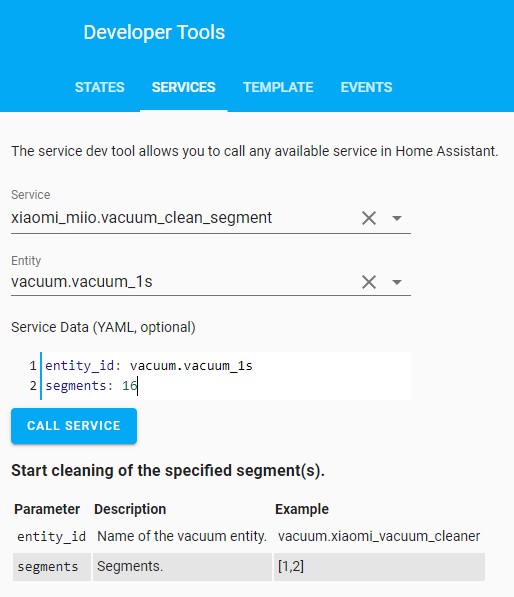 Developer Tools
STATES SERVICES TEMPLATE EVENTS
The service dev tool allows you to call any available service in Home Assistant.
Service
xiaomi_miio.vacuum_clean_segment
Entity
vacuum.vacuum_1s
Service Data (YAML, optional)
1 entity_id: vacuum.vacuum_1s
2 segments: 16
CALL SERVICE
Start cleaning of the specified segment(s).
Parameter Description Example
entity_id Name of the vacuum entity. vacuum.xiaomi_vacuum_cleaner
segments Segments. [1,2]